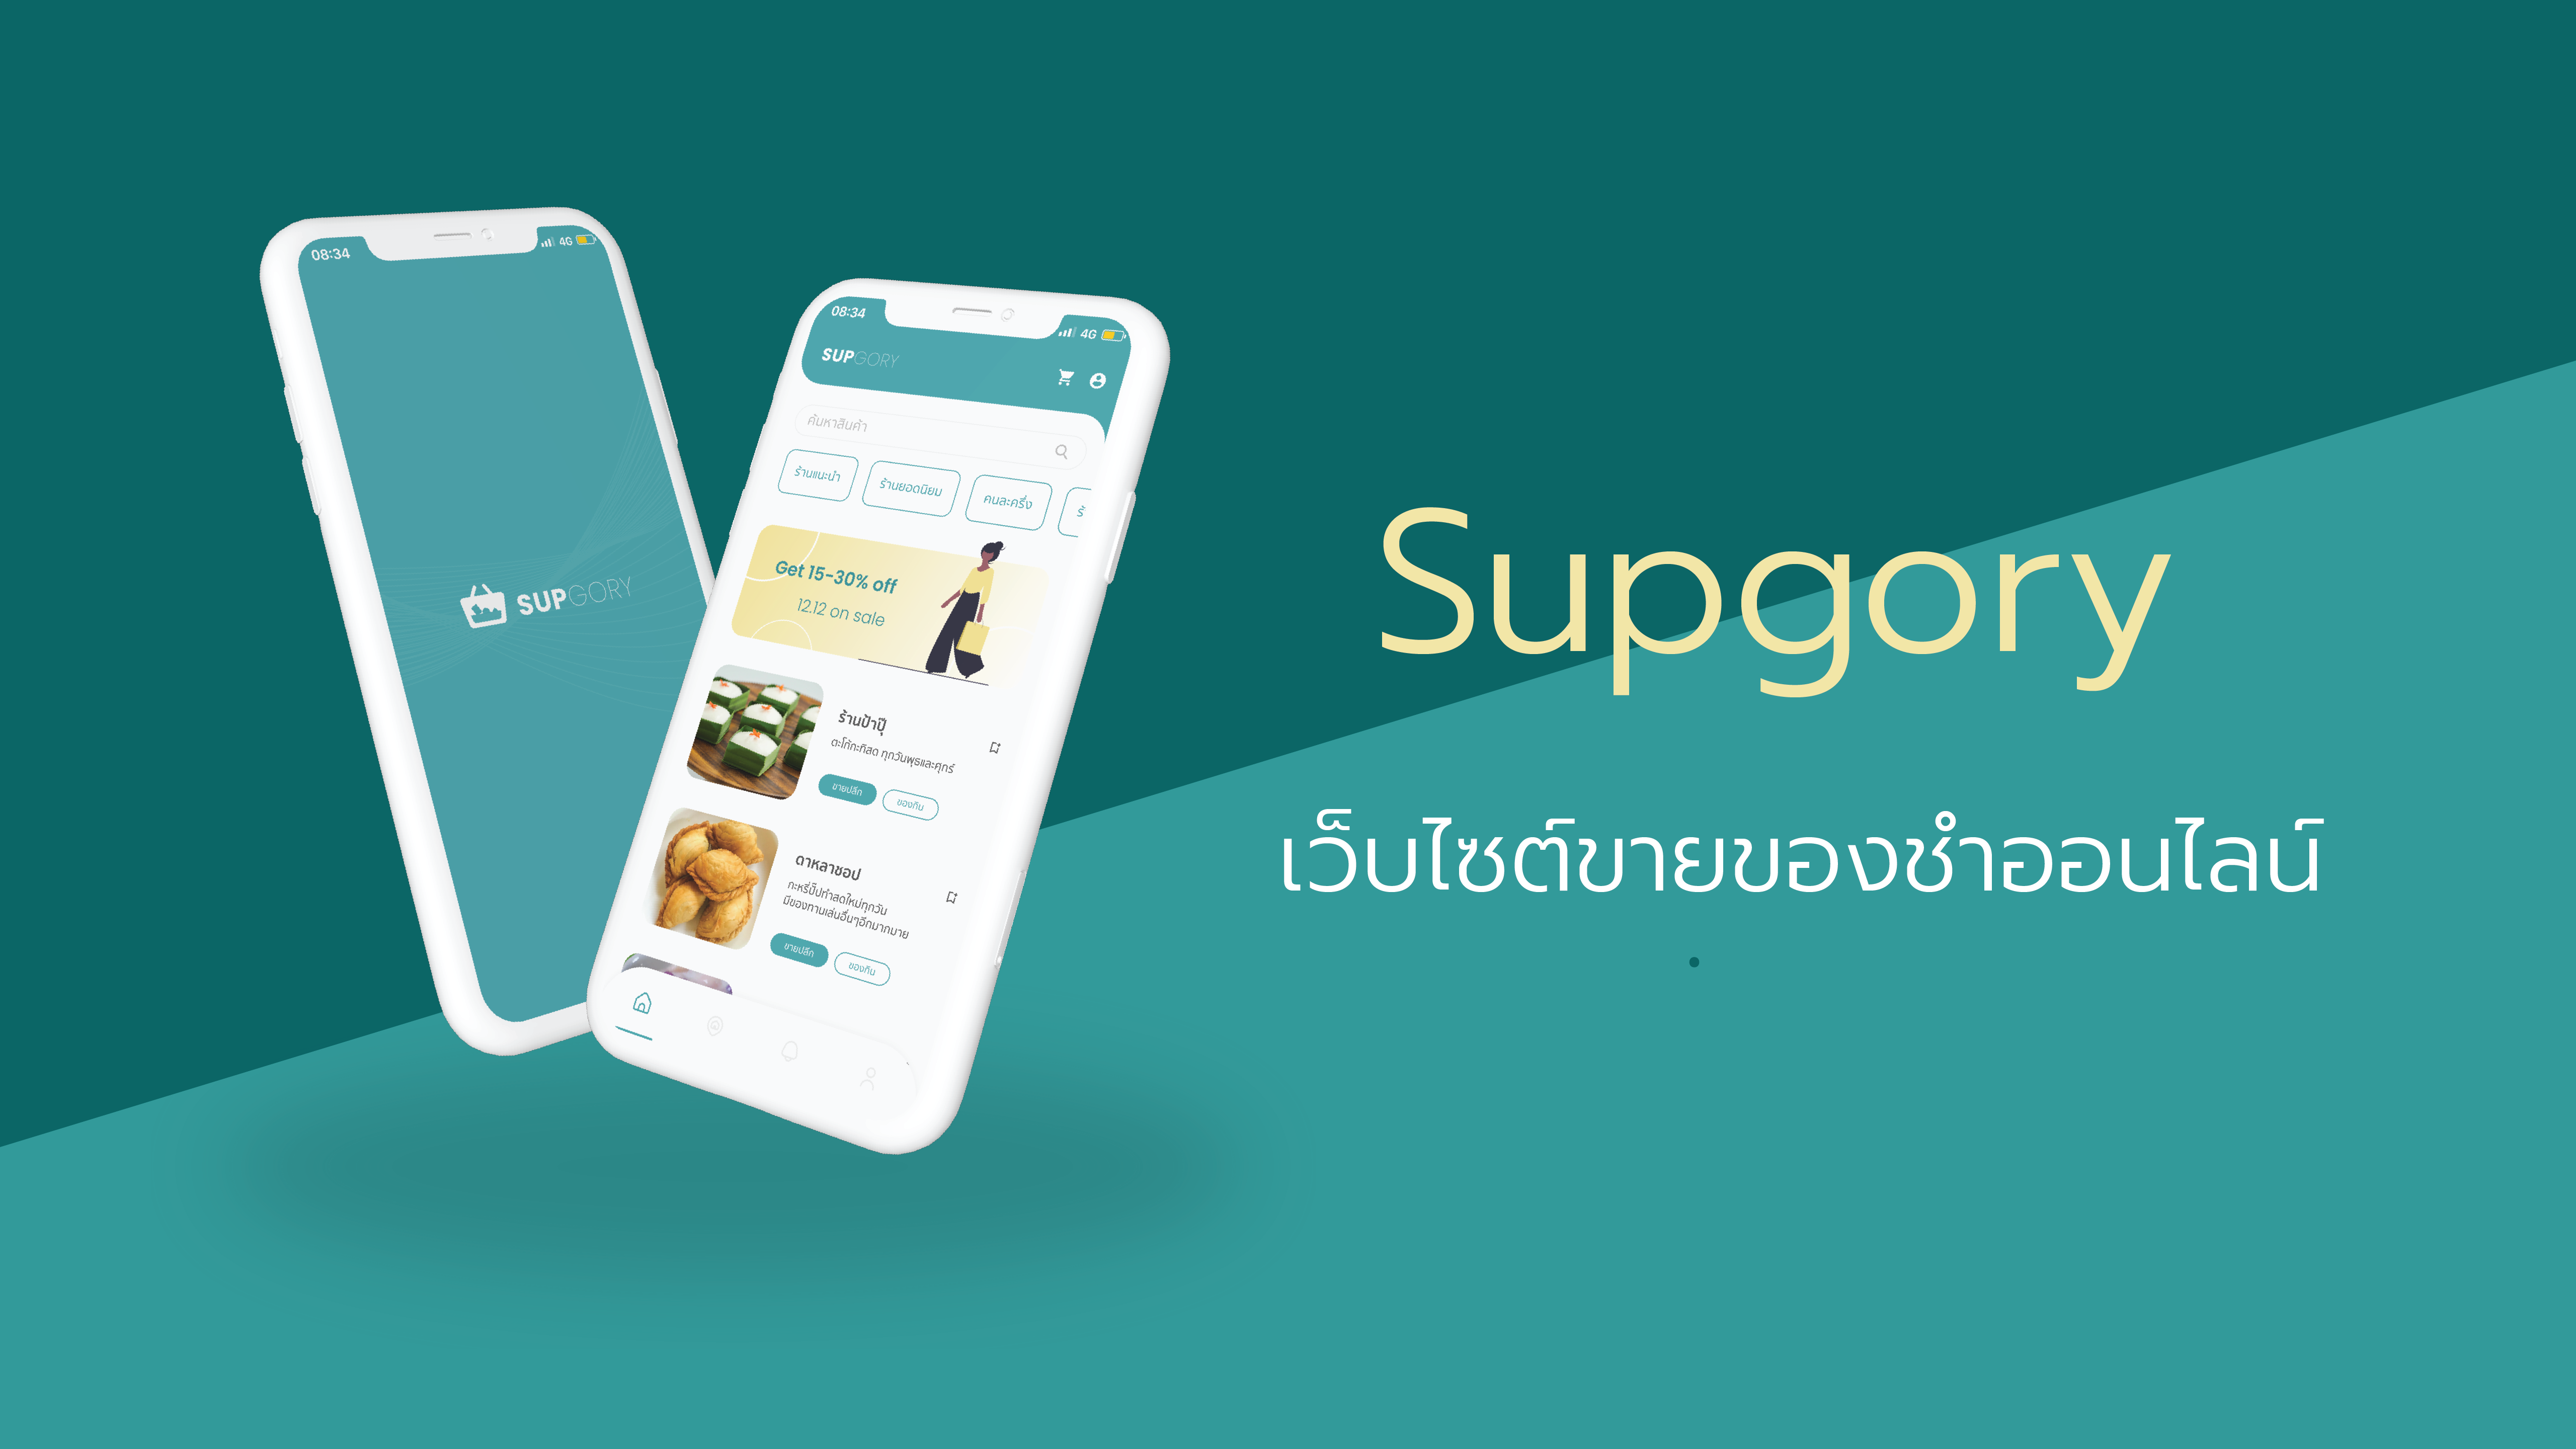 08:34
4G
SUPGORY
08:34
4G
SUPGORY
ค้นหาสินค้า
ร้านแนะนำ
ร้านยอดนิยม
คนละครึ่ง
ร้
Get 15-30% off
12.12 on sale
ร้านป้าปุ๊
ตะโก้กะทิสด ทุกวันพุธและศุกร์
ขายปลีก
ของกิน
ดาหลาชอป
กะหรี่ปั๊ปทำสดใหม่ทุกวัน
มีของทานเล่นอื่นๆอีกมากมาย
ขายปลีก
ของกิน
Supgory
เว็บไซต์ขายของชำออนไลน์